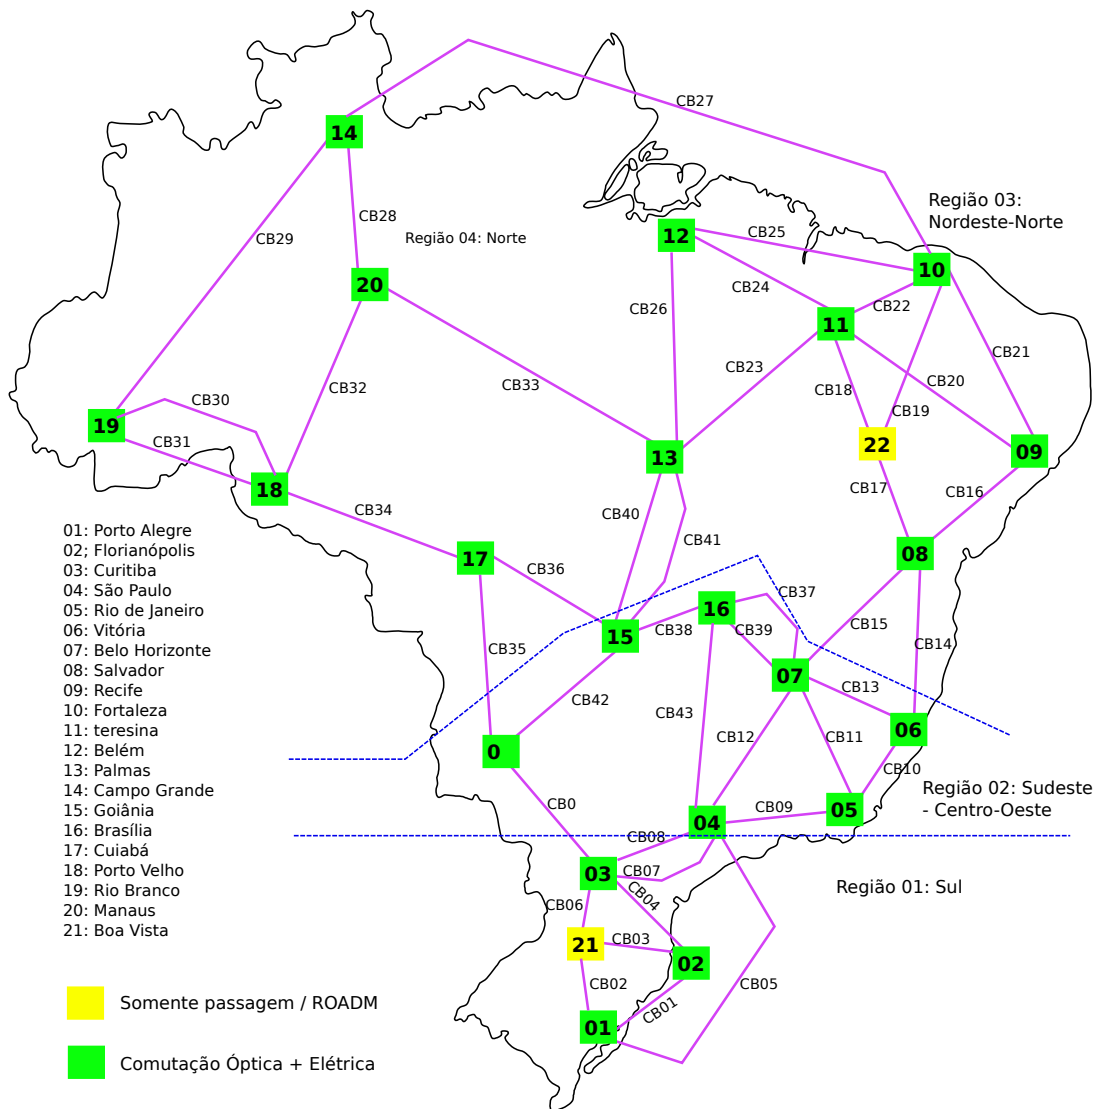 CB27
14
CB28
CB29
Região 04: Norte
Região 03:
Nordeste-Norte
12
CB25
10
20
CB24
CB26
CB22
11
CB21
CB23
CB18
CB20
CB19
CB33
CB32
CB30
19
CB31
22
09
13
18
CB17
CB16
CB34
CB40
CB41
08
17
CB36
01: Porto Alegre
02; Florianópolis
03: Curitiba
04: São Paulo
05: Rio de Janeiro
06: Vitória
07: Belo Horizonte
08: Salvador
09: Recife
10: Fortaleza
11: teresina
12: Belém
13: Palmas
14: Campo Grande
15: Goiânia
16: Brasília
17: Cuiabá
18: Porto Velho
19: Rio Branco
20: Manaus
21: Boa Vista
CB37
16
15
CB38
CB39
CB15
CB14
CB35
07
CB13
CB42
CB43
CB12
CB11
06
0
CB10
CB0
CB09
05
04
Região 02: Sudeste
- Centro-Oeste
CB08
CB07
03
Região 01: Sul
CB04
CB06
21
CB03
02
CB02
CB01
CB05
01
Somente passagem / ROADM
Comutação Óptica + Elétrica